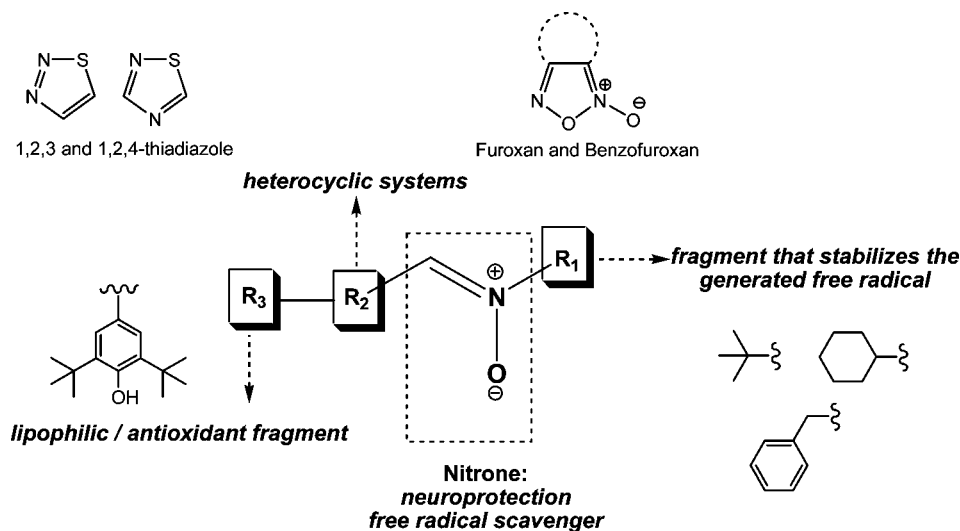 N S
N
N S
N
1,2,3 and 1,2,4-thiadiazole
N N ⊕ ⊖
O O
Furoxan and Benzofuroxan
heterocyclic systems
R3 R2 N ⊕ R1
O
⊖
fragment that stabilizes the
generated free radical
OH
lipophilic / antioxidant fragment
Nitrone:
neuroprotection
free radical scavenger